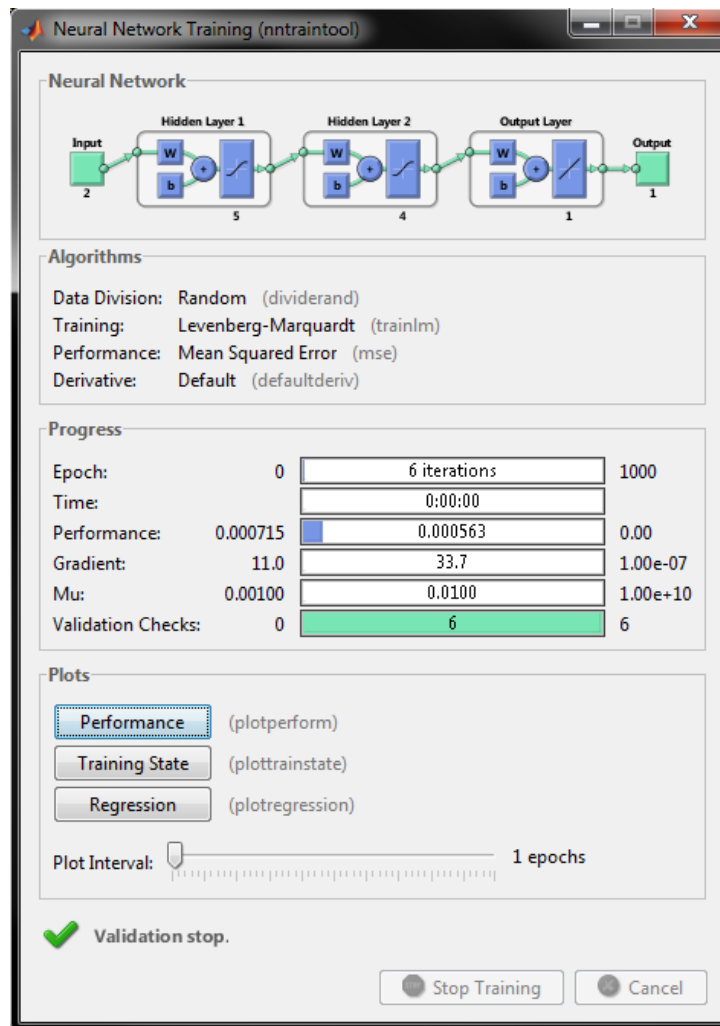 Neural Network Training (nntraintool)
Neural Network
Hidden Layer 1 Hidden Layer 2 Output Layer
Input Output
W W W
+ + +
b b b
2 5 4 1 1
Algorithms
Data Division: Random (dividerand)
Training: Levenberg-Marquardt (trainlm)
Performance: Mean Squared Error (mse)
Derivative: Default (defaultderiv)
Progress
Epoch: 0 6 iterations 1000
Time: 0:00:00
Performance: 0.000715 0.000563 0.00
Gradient: 11.0 33.7 1.00e-07
Mu: 0.00100 0.0100 1.00e+10
Validation Checks: 0 6 6
Plots
Performance (plotperform)
Training State (plottrainstate)
Regression (plotregression)
Plot Interval: 1 epochs
Validation stop.
Stop Training Cancel